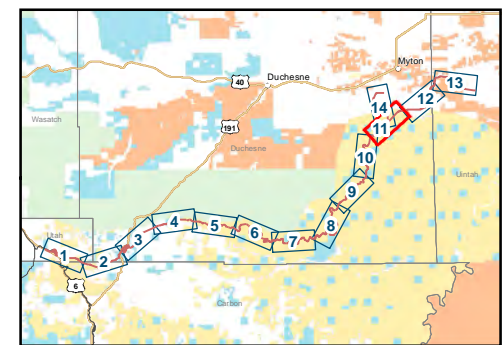 Myton
Duchesne
40
13
14
12
Wasatch
191
11
Duchesne
10
Uintah
9
Utah
4
5
8
3
6
7
1
2
6
Carbon